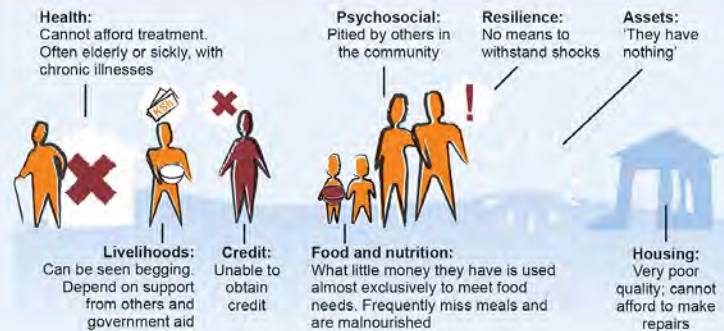 Health:
Cannot afford treatment.
Often elderly or sickly, with
chronic illnesses
Psychosocial:
Pitied by others in
the community
Resilience:
No means to
withstand shocks
Assets:
‘They have
nothing’
KSh
Livelihoods:
Can be seen begging.
Depend on support
from others and
government aid
Credit:
Unable to
obtain
credit
Food and nutrition:
What little money they have is used
almost exclusively to meet food
needs. Frequently miss meals and
are malnourished
Housing:
Very poor
quality; cannot
afford to make
repairs